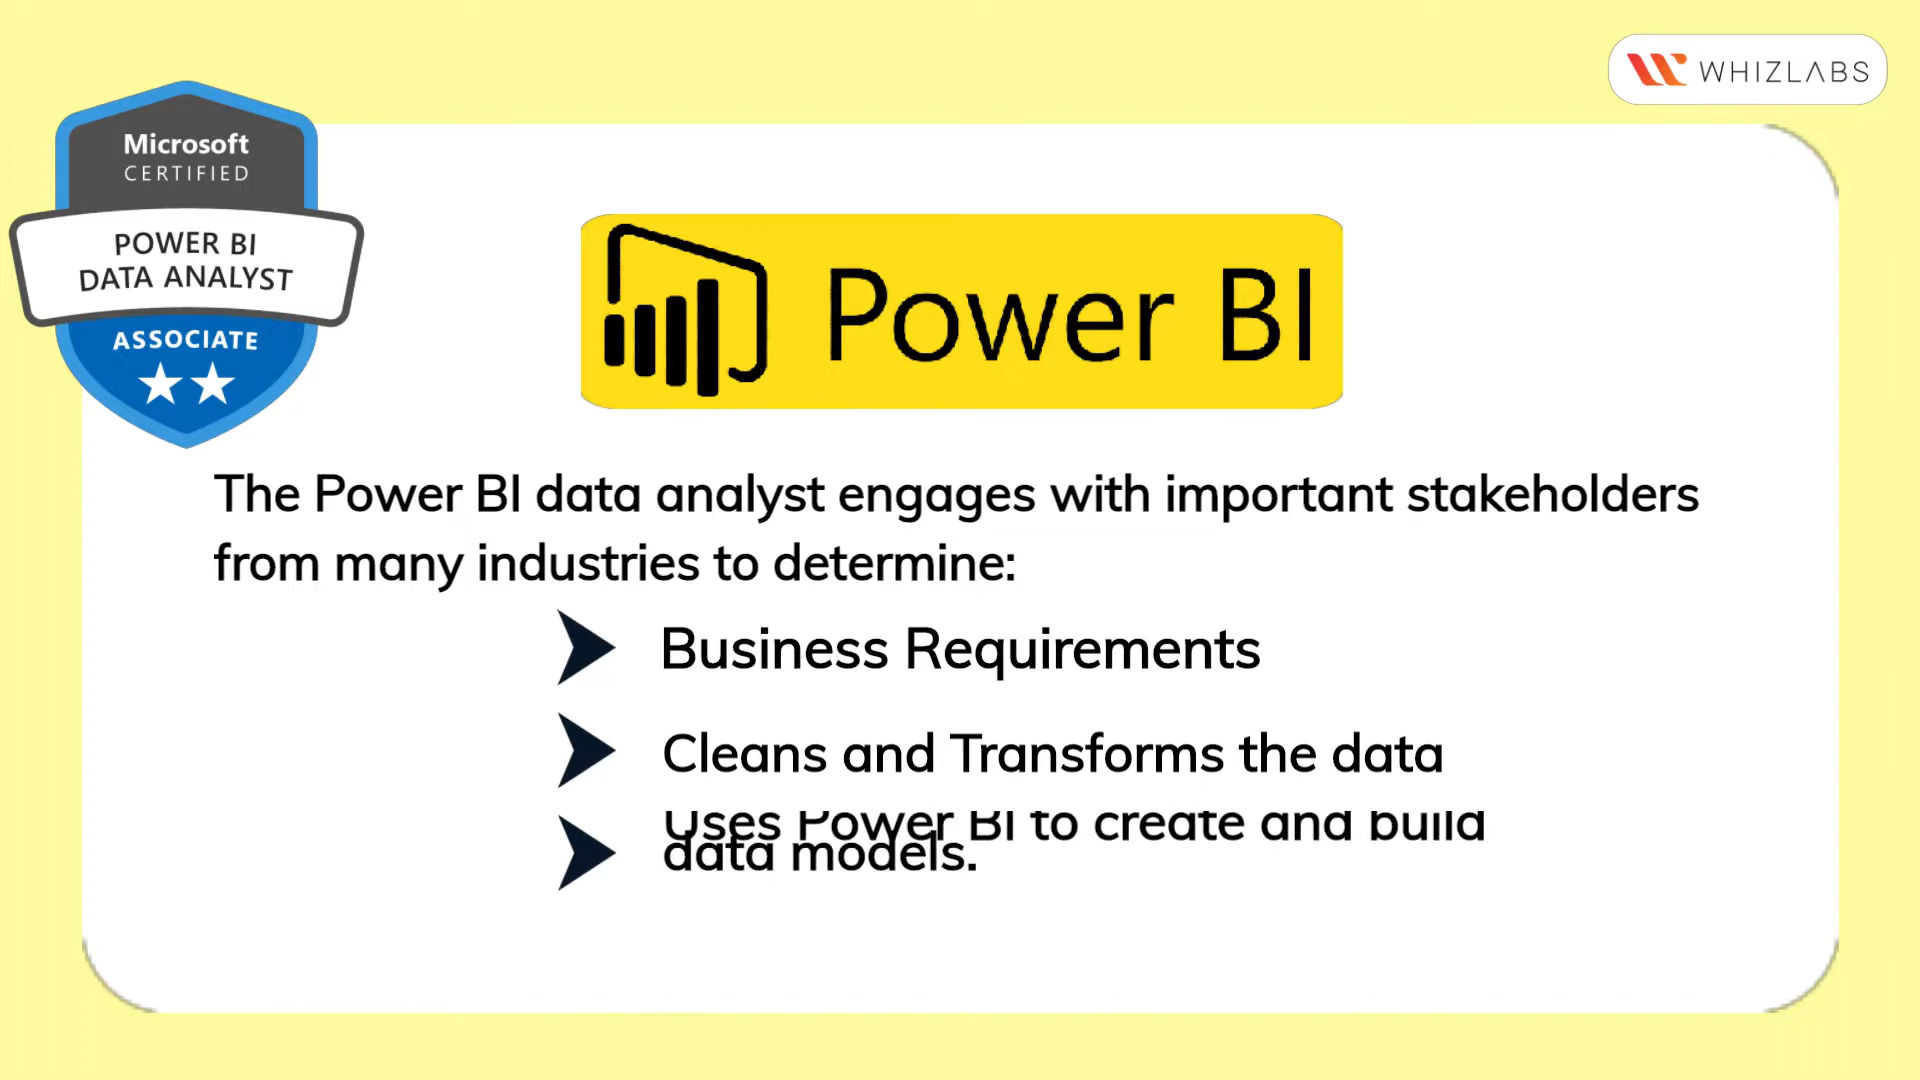 WHIZLABS
Microsoft
CERTIFIED
POWER BI
DATA ANALYST
ASSOCIATE
Power BI
The Power BI data analyst engages with important stakeholders
from many industries to determine:
Business Requirements
Cleans and Transforms the data
Uses Power BI to create and build
data models.